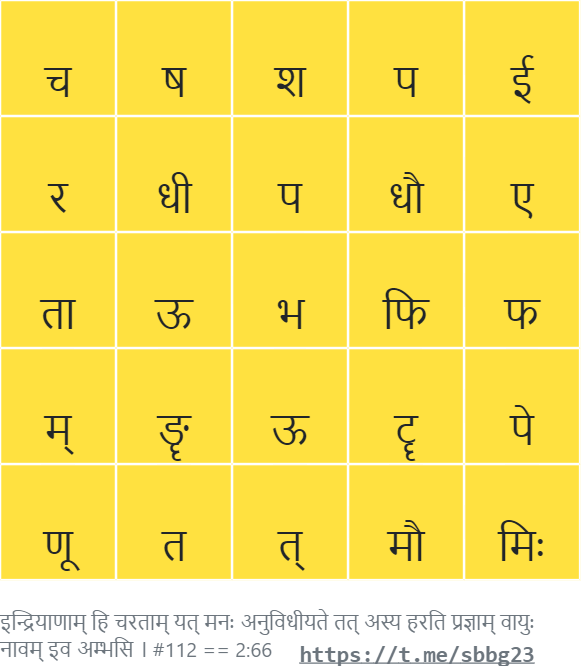 च ष श प ई
र धी प धौ ए
ता ऊ भ फि फ
म् ङॄ ऊ टॄ पे
णू त त् मौ मिः
इन्द्रियाणाम् हि चरताम् यत् मनः अनुविधीयते तत् अस्य हरति प्रज्ञाम् वायुः
नावम् इव अम्भसि । #112 == 2:66 https://t.me/sbbg23